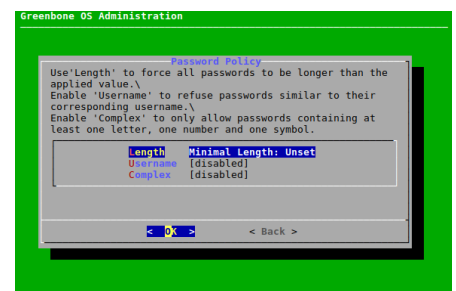 Greenbone OS Administration
Password Policy
Use'Length' to force all passwords to be longer than the
applied value.\
Enable 'Username' to refuse passwords similar to their
corresponding username.\
Enable 'Complex' to only allow passwords containing at
least one letter, one number and one symbol.
Length Minimal Length: Unset
Username [disabled]
Complex [disabled]
< OK > < Back >